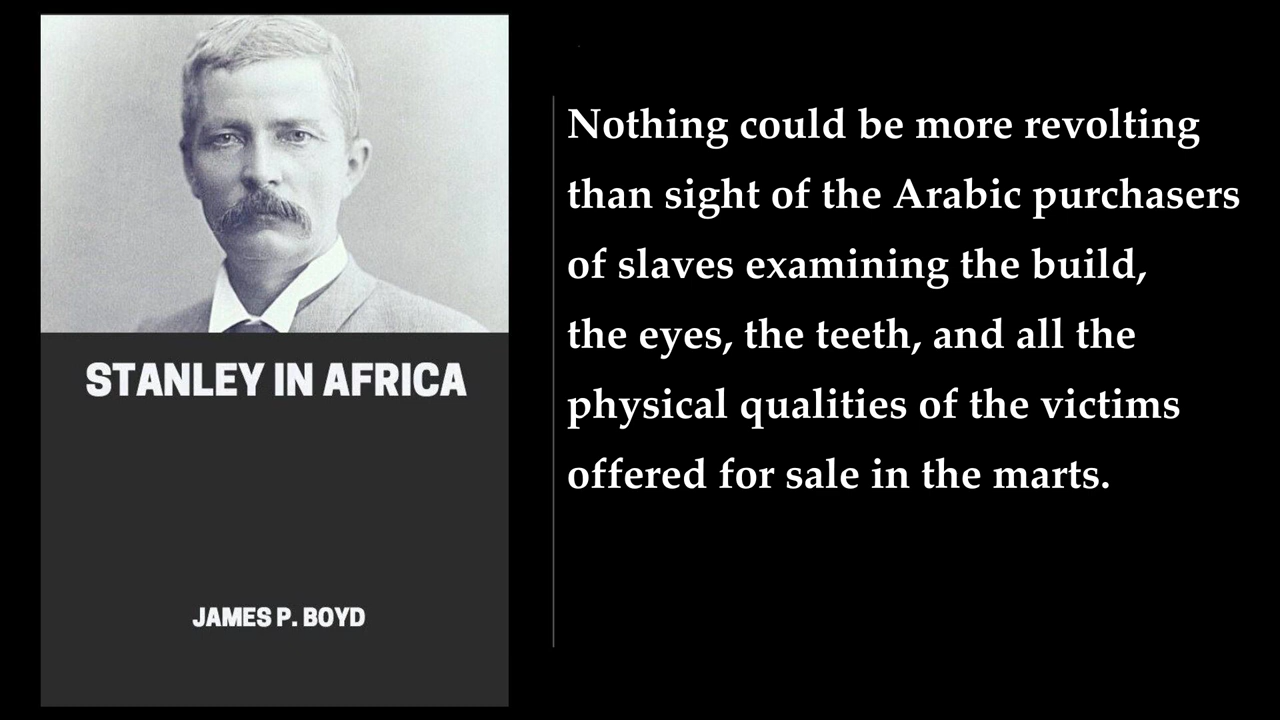 STANLEY IN AFRICA
JAMES P. BOYD
Nothing could be more revolting
than sight of the Arabic purchasers
of slaves examining the build,
the eyes, the teeth, and all the
physical qualities of the victims
offered for sale in the marts.